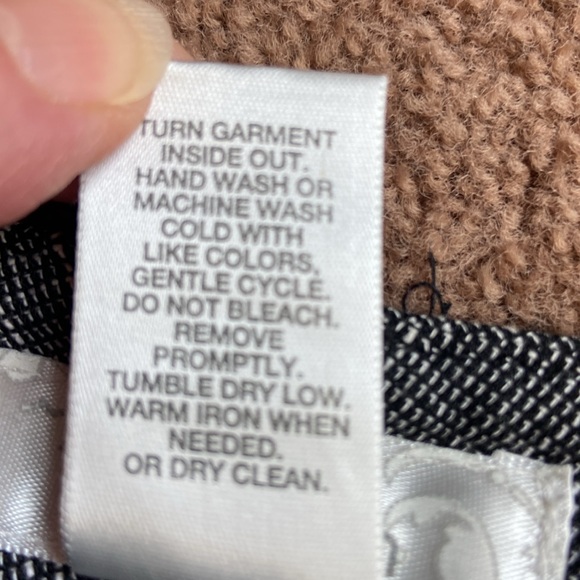 TURN GARMENT
INSIDE OUT.
HAND WASH OR
MACHINE WASH
COLD WITH
LIKE COLORS,
GENTLE CYCLE.
DO NOT BLEACH.
REMOVE
PROMPTLY.
TUMBLE DRY LOW.
WARM IRON WHEN
NEEDED.
OR DRY CLEAN.